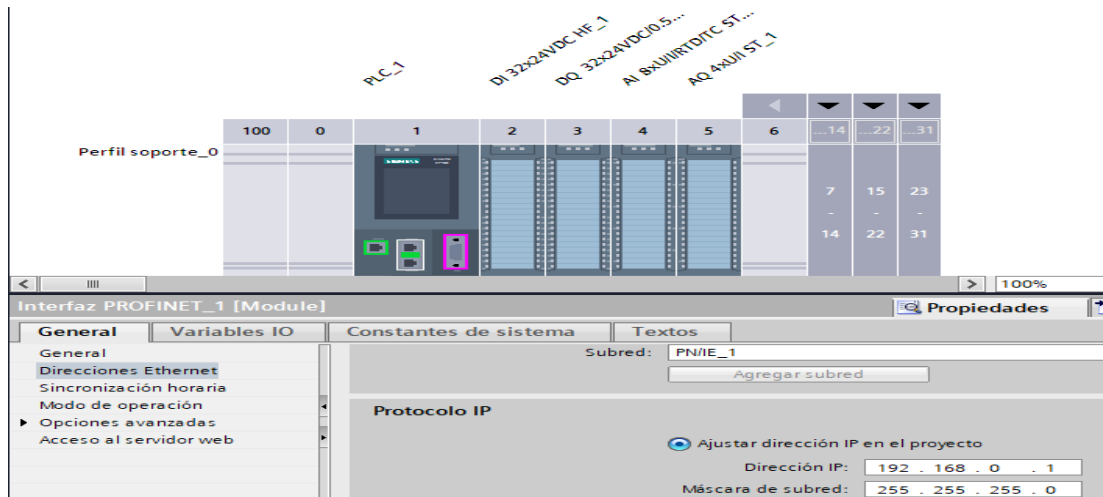 PLC_1
DI 32x24VDC HF_1
DQ 32x24VDC/0.5...
AI 8xU/I/RTD/TC ST...
AQ 4xU/I ST_1
100 0 1 2 3 4 5 6 ...14 ...22 ...31
Perfil soporte_0
SIEMENS
7 15 23
- - -
14 22 31
100%
Interfaz PROFINET_1 [Module]
Propiedades
General Variables IO Constantes de sistema Textos
General
Direcciones Ethernet
Sincronización horaria
Modo de operación
Opciones avanzadas
Acceso al servidor web
Subred: PN/IE_1
Agregar subred
Protocolo IP
Ajustar dirección IP en el proyecto
Dirección IP: 192 . 168 . 0 . 1
Máscara de subred: 255 . 255 . 255 . 0